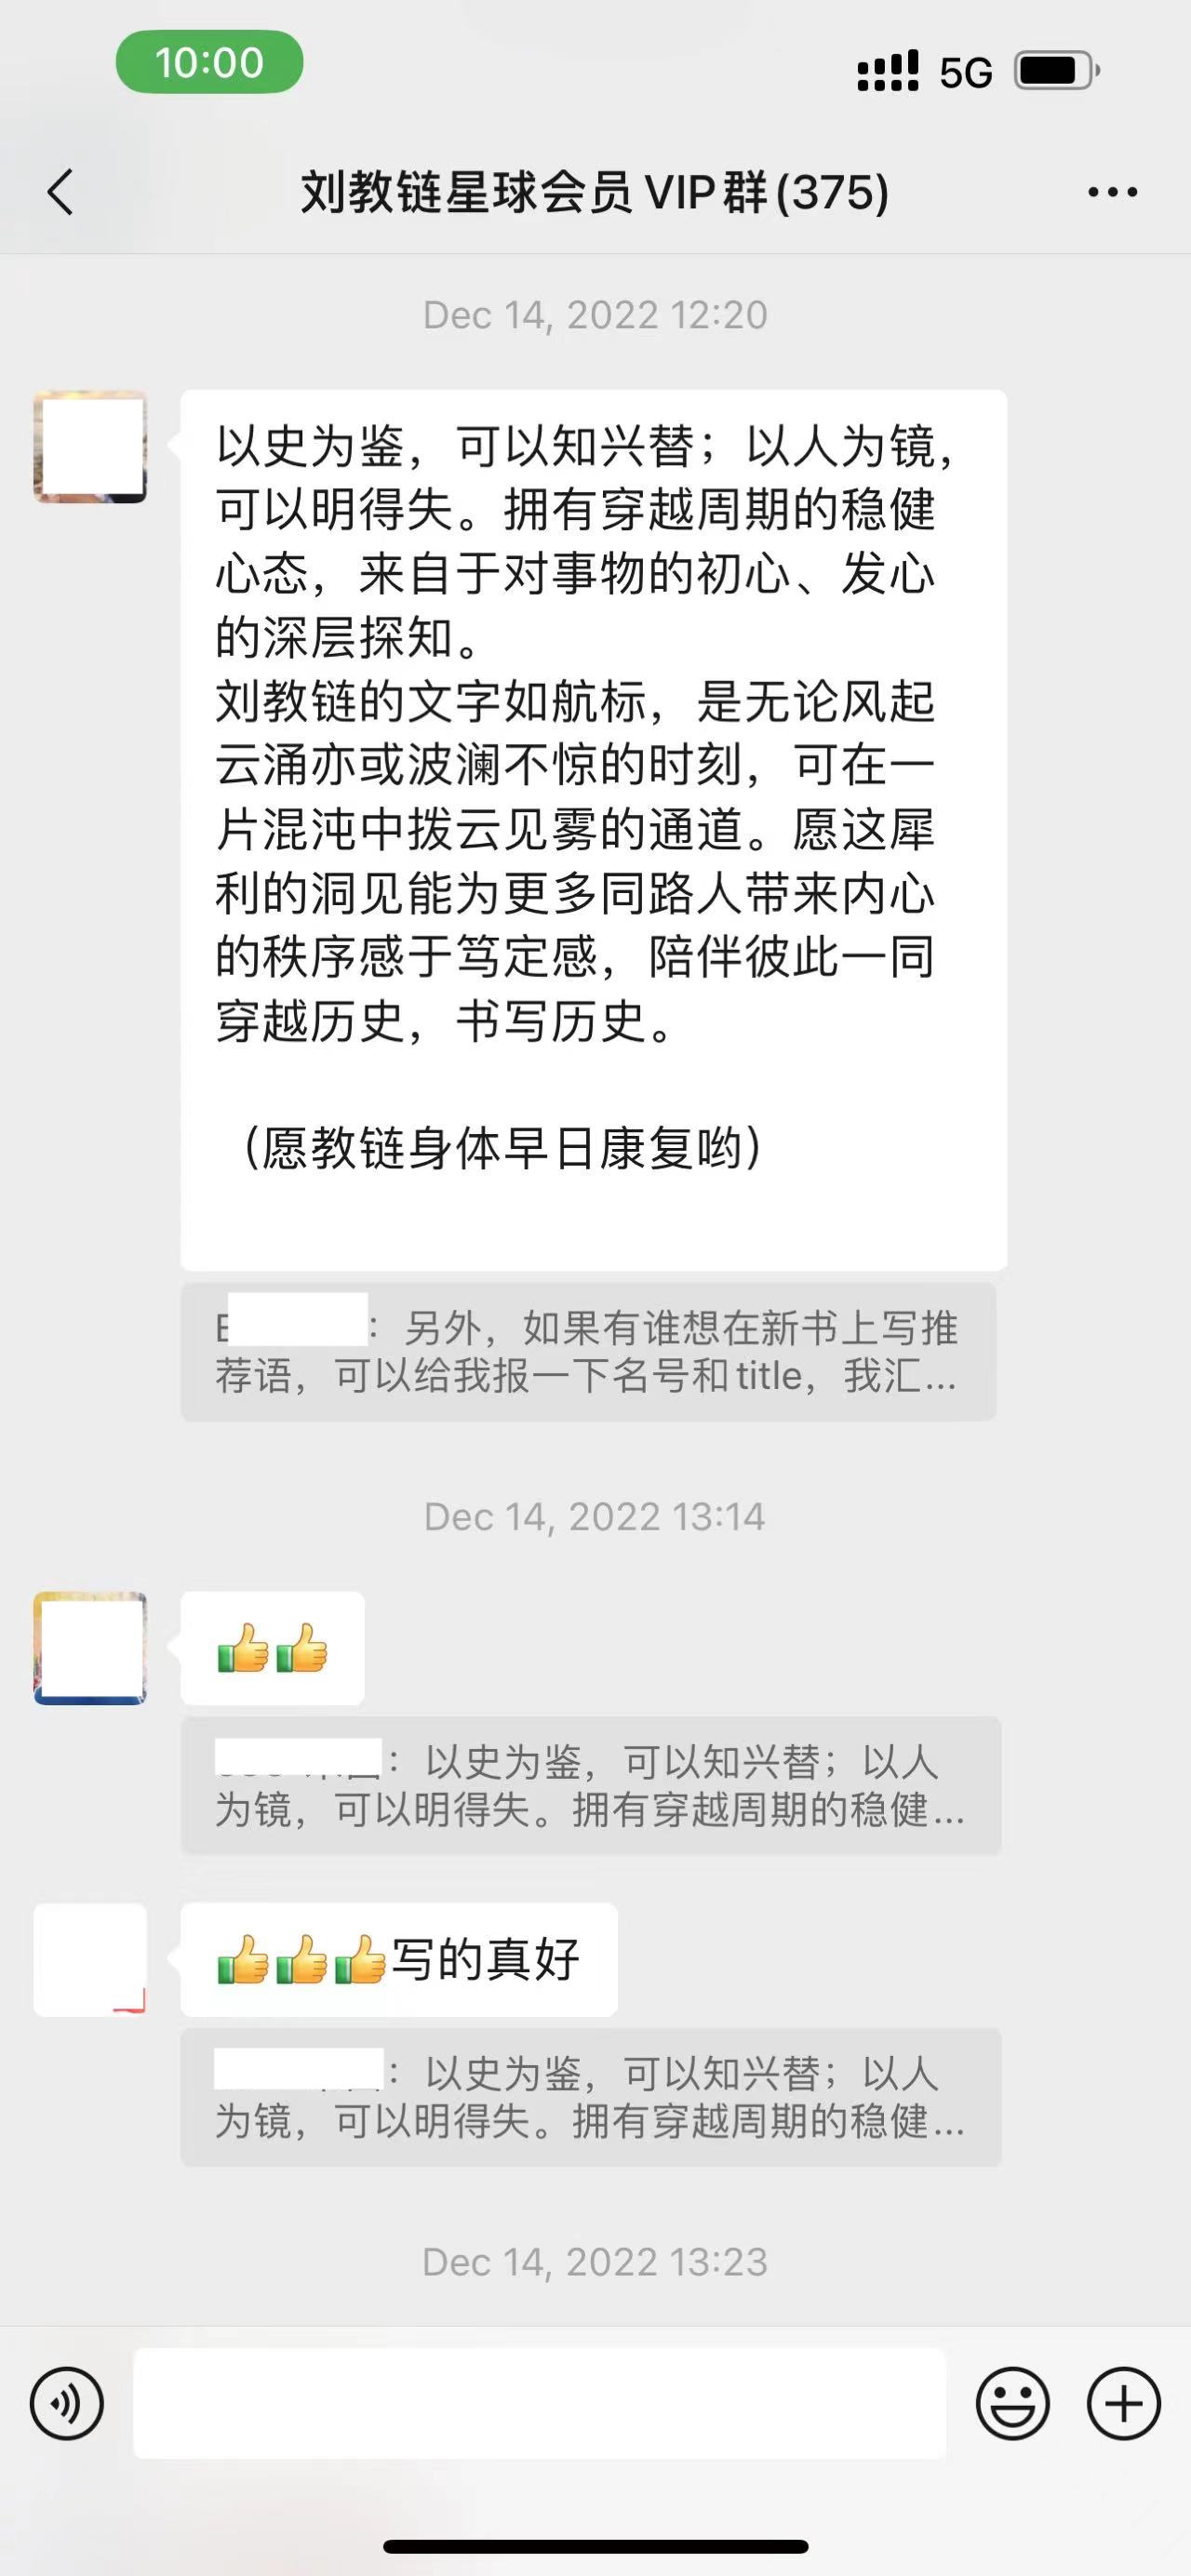 10:00
5G
刘教链星球会员 VIP 群(375)
Dec 14, 2022 12:20
以史为鉴，可以知兴替；以人为镜，
可以明得失。拥有穿越周期的稳健
心态，来自于对事物的初心、发心
的深层探知。
刘教链的文字如航标，是无论风起
云涌亦或波澜不惊的时刻，可在一
片混沌中拨云见雾的通道。愿这犀
利的洞见能为更多同路人带来内心
的秩序感于笃定感，陪伴彼此一同
穿越历史，书写历史。
（愿教链身体早日康复哟）
：另外，如果有谁想在新书上写推
荐语，可以给我报一下名号和title，我汇...
Dec 14, 2022 13:14
👍👍
：以史为鉴，可以知兴替；以人
为镜，可以明得失。拥有穿越周期的稳健...
👍👍👍写的真好
：以史为鉴，可以知兴替；以人
为镜，可以明得失。拥有穿越周期的稳健...
Dec 14, 2022 13:23